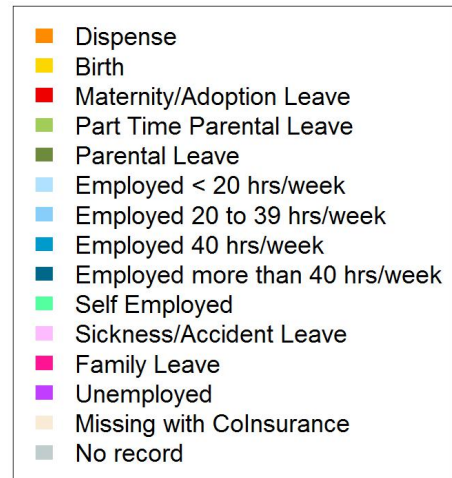 Dispense
Birth
Maternity/Adoption Leave
Part Time Parental Leave
Parental Leave
Employed < 20 hrs/week
Employed 20 to 39 hrs/week
Employed 40 hrs/week
Employed more than 40 hrs/week
Self Employed
Sickness/Accident Leave
Family Leave
Unemployed
Missing with CoInsurance
No record